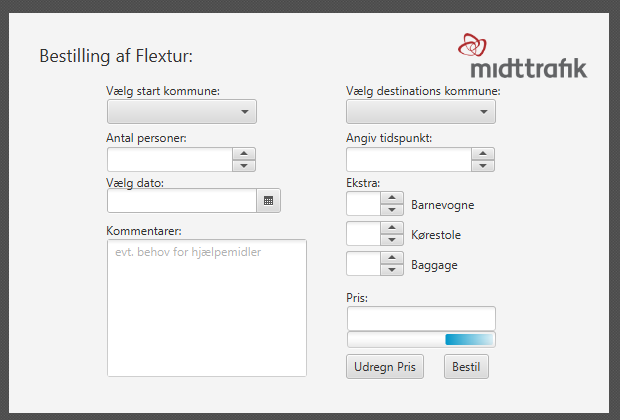 Bestilling af Flextur:
midttrafik
Vælg start kommune:
Vælg destinations kommune:
Antal personer:
Angiv tidspunkt:
Vælg dato:
Ekstra:
Barnevogne
Kørestole
Baggage
Kommentarer:
evt. behov for hjælpemidler
Pris:
Udregn Pris
Bestil